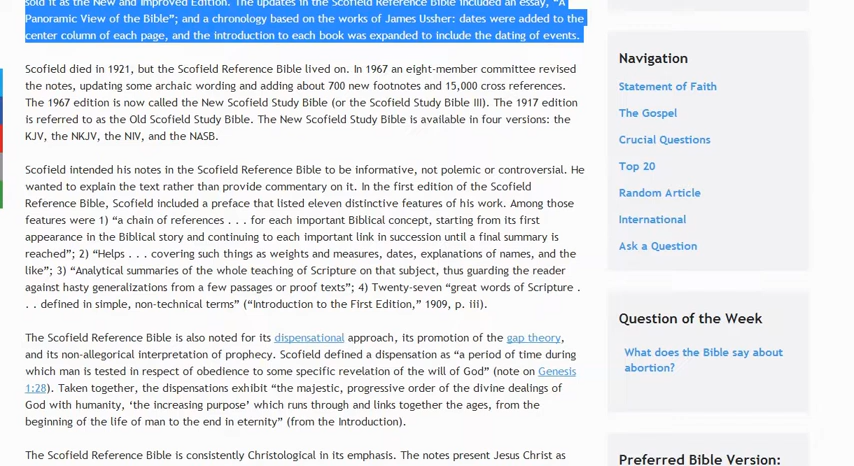 sold it as the New and Improved Edition. The updates in the Scofield Reference Bible included an essay, “A
Panoramic View of the Bible”; and a chronology based on the works of James Ussher: dates were added to the
center column of each page, and the introduction to each book was expanded to include the dating of events.
Scofield died in 1921, but the Scofield Reference Bible lived on. In 1967 an eight-member committee revised
the notes, updating some archaic wording and adding about 700 new footnotes and 15,000 cross references.
The 1967 edition is now called the New Scofield Study Bible (or the Scofield Study Bible III). The 1917 edition
is referred to as the Old Scofield Study Bible. The New Scofield Study Bible is available in four versions: the
KJV, the NKJV, the NIV, and the NASB.
Scofield intended his notes in the Scofield Reference Bible to be informative, not polemic or controversial. He
wanted to explain the text rather than provide commentary on it. In the first edition of the Scofield
Reference Bible, Scofield included a preface that listed eleven distinctive features of his work. Among those
features were 1) “a chain of references . . . for each important Biblical concept, starting from its first
appearance in the Biblical story and continuing to each important link in succession until a final summary is
reached”; 2) “Helps . . . covering such things as weights and measures, dates, explanations of names, and the
like”; 3) “Analytical summaries of the whole teaching of Scripture on that subject, thus guarding the reader
against hasty generalizations from a few passages or proof texts”; 4) Twenty-seven “great words of Scripture .
. . defined in simple, non-technical terms” (“Introduction to the First Edition,” 1909, p. iii).
The Scofield Reference Bible is also noted for its dispensational approach, its promotion of the gap theory,
and its non-allegorical interpretation of prophecy. Scofield defined a dispensation as “a period of time during
which man is tested in respect of obedience to some specific revelation of the will of God” (note on Genesis
1:28). Taken together, the dispensations exhibit “the majestic, progressive order of the divine dealings of
God with humanity, ‘the increasing purpose’ which runs through and links together the ages, from the
beginning of the life of man to the end in eternity” (from the Introduction).
The Scofield Reference Bible is consistently Christological in its emphasis. The notes present Jesus Christ as
Navigation
Statement of Faith
The Gospel
Crucial Questions
Top 20
Random Article
International
Ask a Question
Question of the Week
What does the Bible say about
abortion?
Preferred Bible Version: